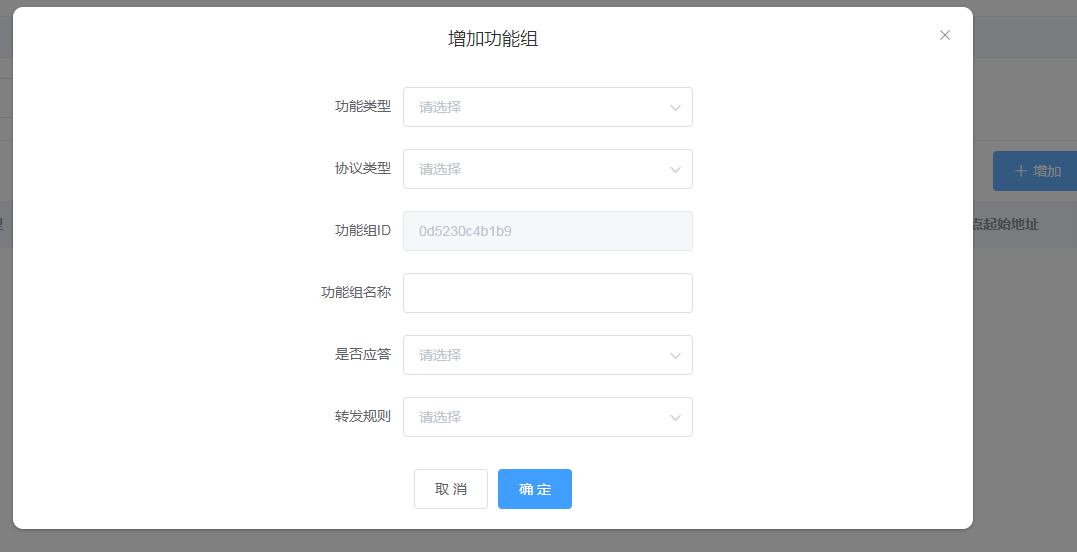 增加功能组
功能类型 请选择
协议类型 请选择
增加
功能组ID 0d5230c4b1b9
点起始地址
功能组名称
是否应答 请选择
转发规则 请选择
取 消 确 定